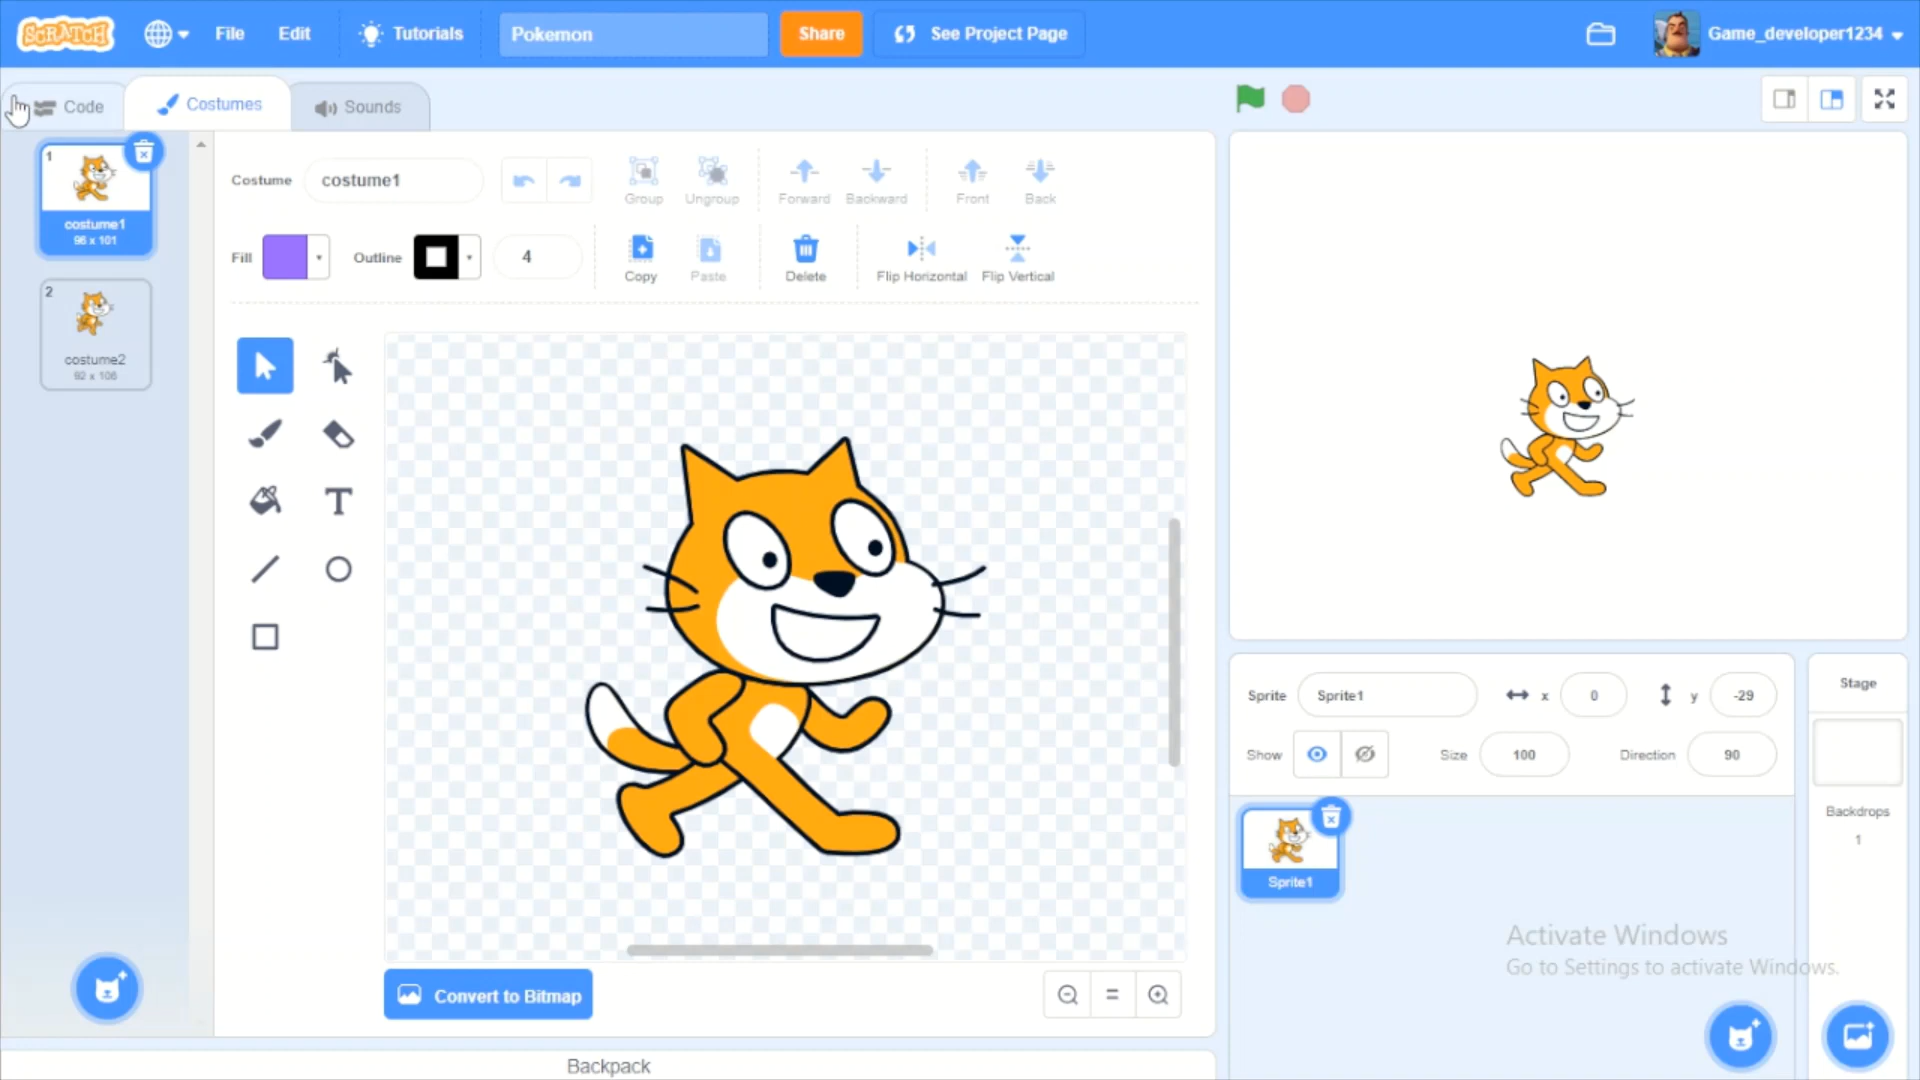 SCRATCH File Edit Tutorials Pokemon Share See Project Page Game_developer1234
Code Costumes Sounds
1
costume1
96 x 101
2
costume2
92 x 106
Costume costume1 Group Ungroup Forward Backward Front Back
Fill Outline 4 Copy Paste Delete Flip Horizontal Flip Vertical
T
Convert to Bitmap =
Backpack
Sprite Sprite1 x 0 y -29
Show Size 100 Direction 90
Sprite1
Stage
Backdrops
1
Activate Windows
Go to Settings to activate Windows.